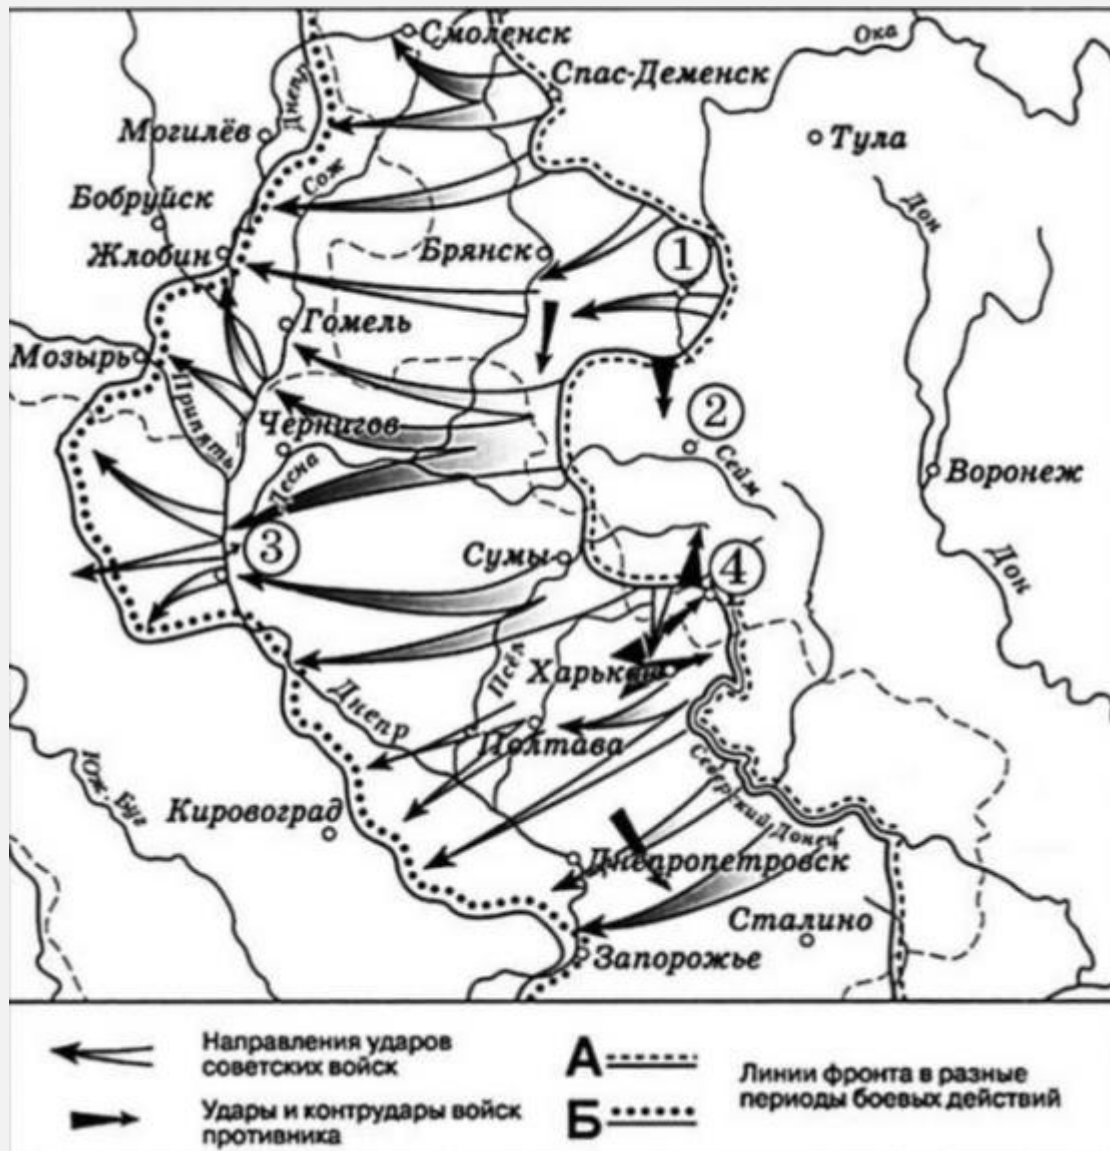 Смоленск
Ока
Спас-Деменск
Днепр
Могилёв
Тула
Сож
Бобруйск
Дон
Жлобин
Брянск
1
Гомель
Мозырь
Припять
2
Чернигов
Сейм
Десна
Воронеж
3
Сумы
4
Дон
Псёл
Харьков
Днепр
Полтава
Северский Донец
Юж. Буг
Кировоград
Днепропетровск
Сталино
Запорожье
Направления ударов
советских войск
Удары и контрудары войск
противника
А
Б
Линии фронта в разные
периоды боевых действий